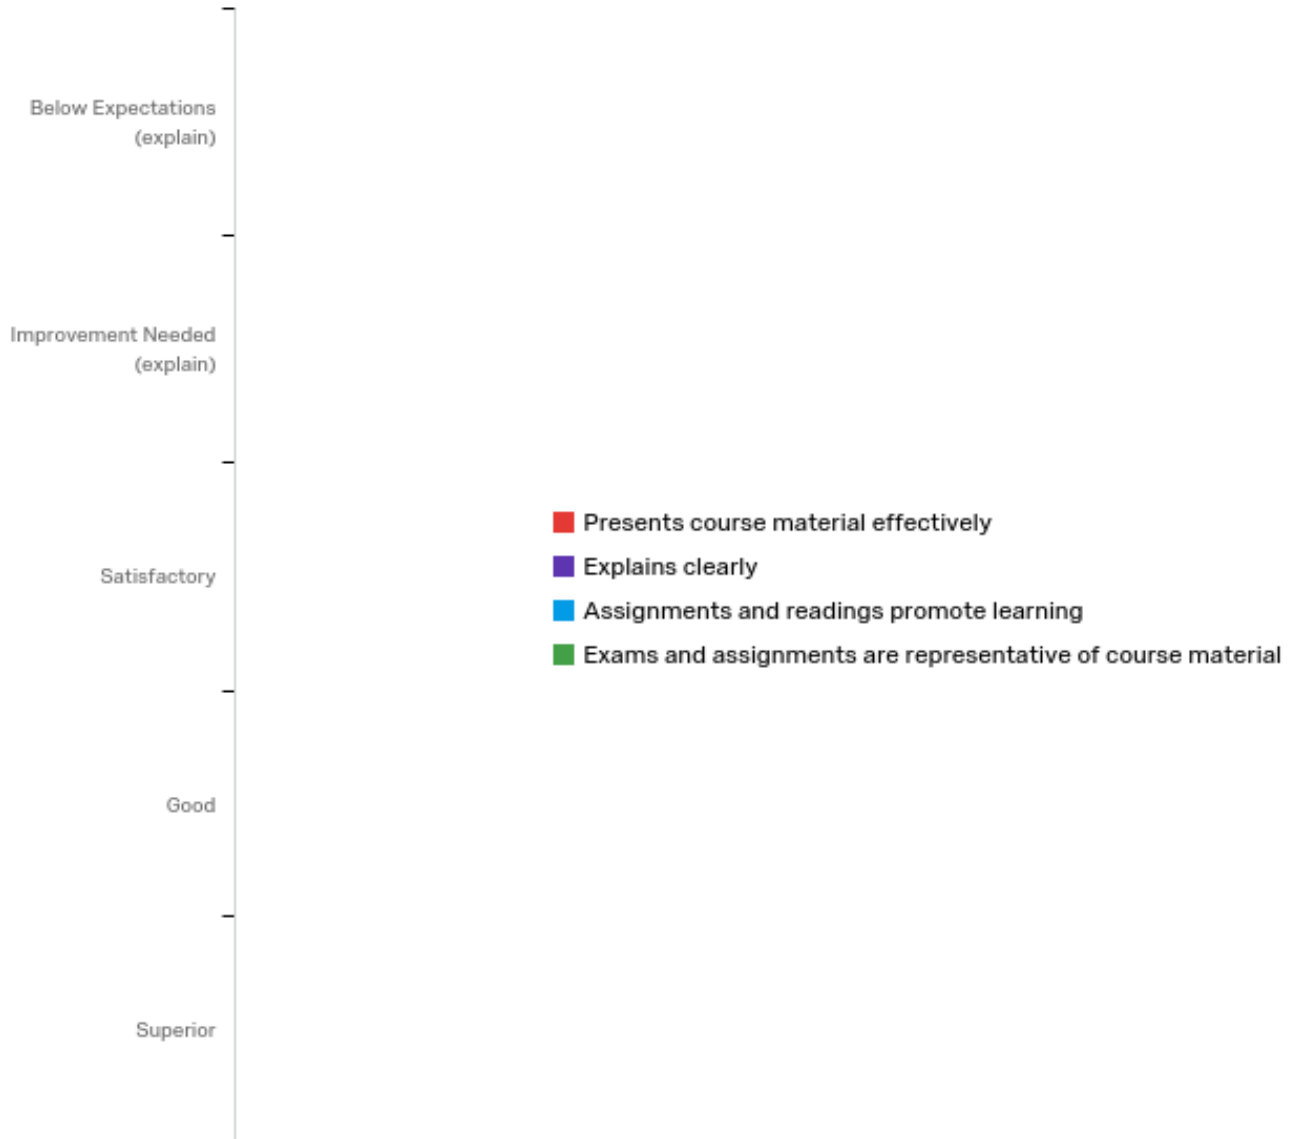 Below Expectations
(explain)
Improvement Needed
(explain)
Satisfactory
Good
Superior
Presents course material effectively
Explains clearly
Assignments and readings promote learning
Exams and assignments are representative of course material